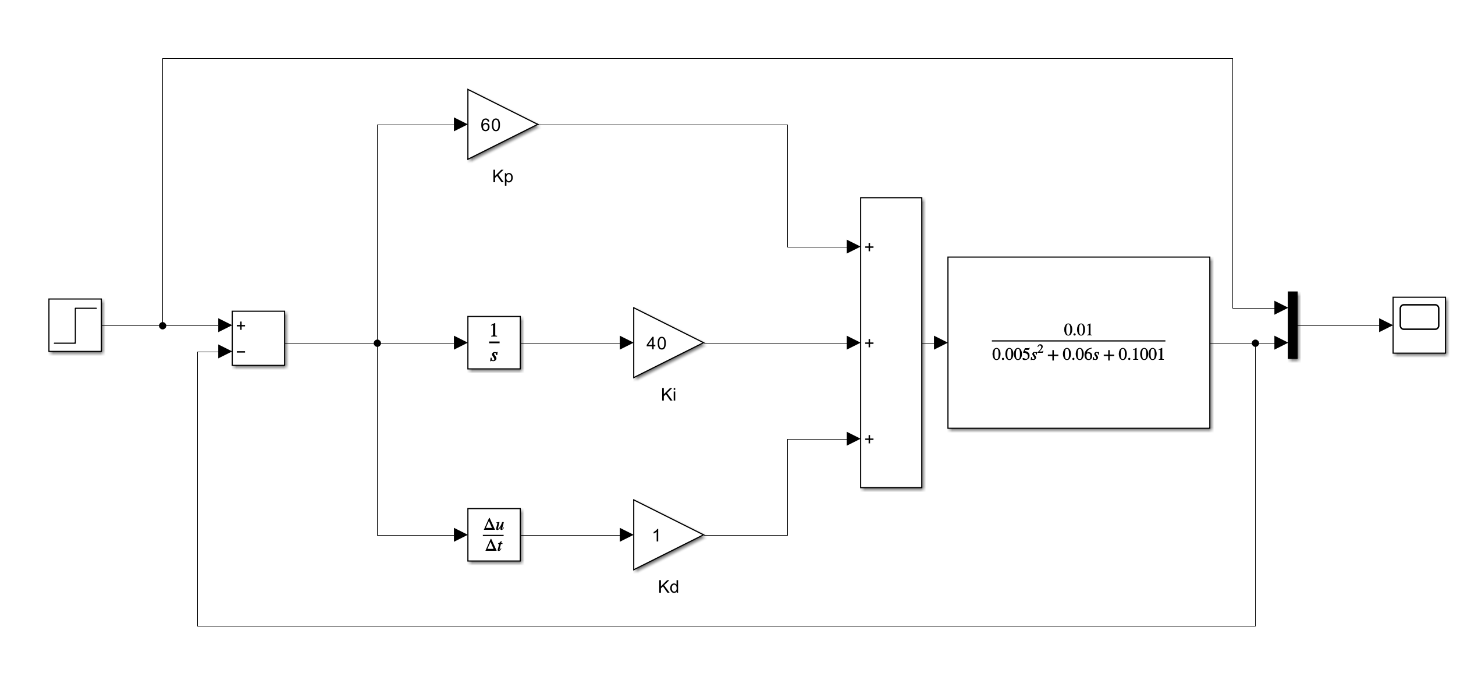 60
Kp
+
+
−
1
s
40
Ki
+
+
0.01
0.005s² + 0.06s + 0.1001
Δu
Δt
1
Kd
+